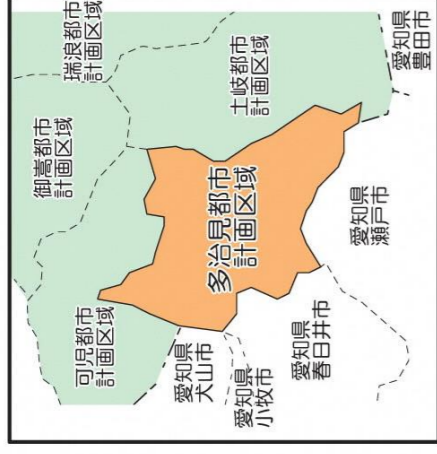 瑞浪都市
計画区域
御嵩都市
計画区域
土岐都市
計画区域
愛知県
豊田市
多治見都市
計画区域
可児都市
計画区域
愛知県
犬山市
愛知県
小牧市
愛知県
春日井市
愛知県
瀬戸市